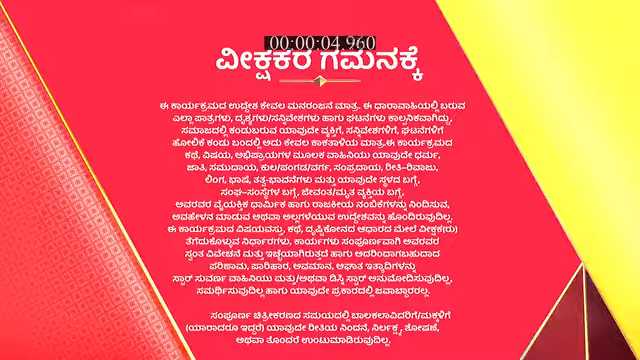 00:00:04.960
ವೀಕ್ಷಕರ ಗಮನಕ್ಕೆ
ಈ ಕಾರ್ಯಕ್ರಮದ ಉದ್ದೇಶ ಕೇವಲ ಮನರಂಜನೆ ಮಾತ್ರ. ಈ ಧಾರಾವಾಹಿಯಲ್ಲಿ ಬರುವ
ಎಲ್ಲಾ ಪಾತ್ರಗಳು, ದೃಶ್ಯಗಳು/ಸನ್ನಿವೇಶಗಳು ಹಾಗು ಘಟನೆಗಳು ಕಾಲ್ಪನಿಕವಾಗಿದ್ದು,
ಸಮಾಜದಲ್ಲಿ ಕಂಡುಬರುವ ಯಾವುದೇ ವ್ಯಕ್ತಿಗೆ, ಸನ್ನಿವೇಶಗಳಿಗೆ, ಘಟನೆಗಳಿಗೆ
ಹೋಲಿಕೆ ಕಂಡು ಬಂದಲ್ಲಿ ಅದು ಕೇವಲ ಕಾಕತಾಳಿಯ ಮಾತ್ರ.ಈ ಕಾರ್ಯಕ್ರಮದ
ಕಥೆ, ವಿಷಯ, ಅಭಿಪ್ರಾಯಗಳ ಮೂಲಕ ವಾಹಿನಿಯು ಯಾವುದೇ ಧರ್ಮ,
ಜಾತಿ, ಸಮುದಾಯ, ಕುಲ/ಪಂಗಡ/ವರ್ಗ, ಸಂಪ್ರದಾಯ, ರೀತಿ-ರಿವಾಜು,
ಲಿಂಗ, ಭಾಷೆ, ತತ್ವ-ಭಾವನೆಗಳು ಮತ್ತು ಯಾವುದೇ ಸ್ಥಳದ ಬಗ್ಗೆ,
ಸಂಘ-ಸಂಸ್ಥೆಗಳ ಬಗ್ಗೆ, ಜೀವಂತ/ಮೃತ ವ್ಯಕ್ತಿಯ ಬಗ್ಗೆ,
ಅವರವರ ವೈಯಕ್ತಿಕ ಧಾರ್ಮಿಕ ಹಾಗು ರಾಜಕೀಯ ನಂಬಿಕೆಗಳನ್ನು ನಿಂದಿಸುವ,
ಅವಹೇಳನ ಮಾಡುವ ಅಥವಾ ಅಲ್ಲಗಳೆಯುವ ಉದ್ದೇಶವನ್ನು ಹೊಂದಿರುವುದಿಲ್ಲ.
ಈ ಕಾರ್ಯಕ್ರಮದ ವಿಷಯವಸ್ತು, ಕಥೆ, ದೃಷ್ಟಿಕೋನದ ಆಧಾರದ ಮೇಲೆ ವೀಕ್ಷಕ(ರು)
ತೆಗೆದುಕೊಳ್ಳುವ ನಿರ್ಧಾರಗಳು, ಕಾರ್ಯಗಳು ಸಂಪೂರ್ಣವಾಗಿ ಅವರವರ
ಸ್ವಂತ ವಿವೇಚನೆ ಮತ್ತು ಇಚ್ಛೆಯಾಗಿರುತ್ತದೆ ಹಾಗು ಅದರಿಂದಾಗಬಹುದಾದ
ಪರಿಣಾಮ, ಪಾರಿಹಾರ, ಅವಮಾನ, ಆಘಾತ ಇತ್ಯಾದಿಗಳನ್ನು
ಸ್ಟಾರ್ ಸುವರ್ಣ ವಾಹಿನಿಯು ಮತ್ತು/ಅಥವಾ ಡಿಸ್ನಿ ಸ್ಟಾರ್ ಅನುಮೋದಿಸುವುದಿಲ್ಲ,
ಸಮರ್ಥಿಸುವುದಿಲ್ಲ ಹಾಗು ಯಾವುದೇ ಪ್ರಕಾರದಲ್ಲಿ ಜವಾಬ್ದಾರರಲ್ಲ.
ಸಂಪೂರ್ಣ ಚಿತ್ರೀಕರಣದ ಸಮಯದಲ್ಲಿ ಬಾಲಕಲಾವಿದರಿಗೆ/ಮಕ್ಕಳಿಗೆ
(ಯಾರಾದರೂ ಇದ್ದರೆ) ಯಾವುದೇ ರೀತಿಯ ನಿಂದನೆ, ನಿರ್ಲಕ್ಷ್ಯ, ಶೋಷಣೆ,
ಅಥವಾ ತೊಂದರೆ ಉಂಟುಮಾಡಿರುವುದಿಲ್ಲ.